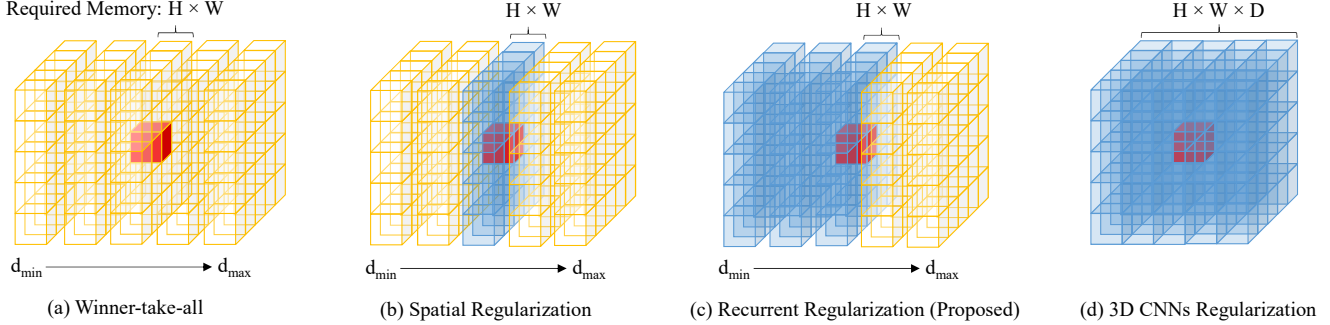 Required Memory: H × W
H × W
H × W
H × W × D
d_min
d_max
d_min
d_max
d_min
d_max
(a) Winner-take-all
(b) Spatial Regularization
(c) Recurrent Regularization (Proposed)
(d) 3D CNNs Regularization